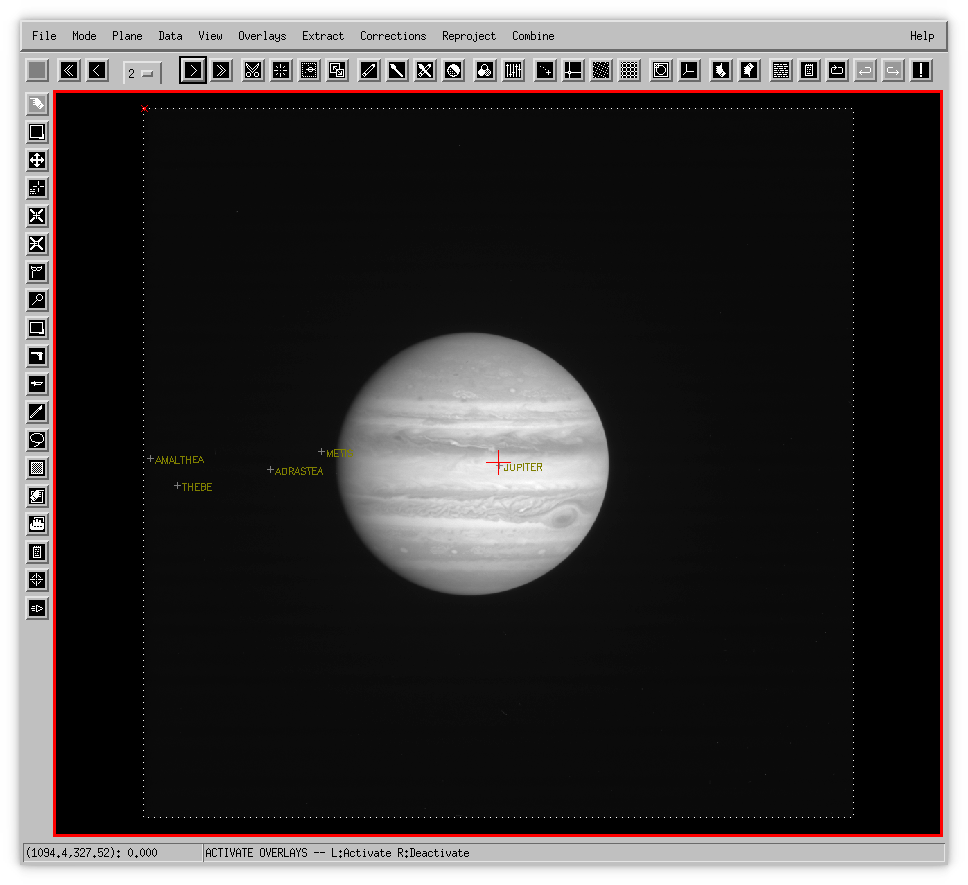 File Mode Plane Data View Overlays Extract Corrections Reproject Combine Help
2
METIS
AMALTHEA
JUPITER
ADRASTEA
THEBE
(1094.4,327.52): 0.000 ACTIVATE OVERLAYS -- L:Activate R:Deactivate